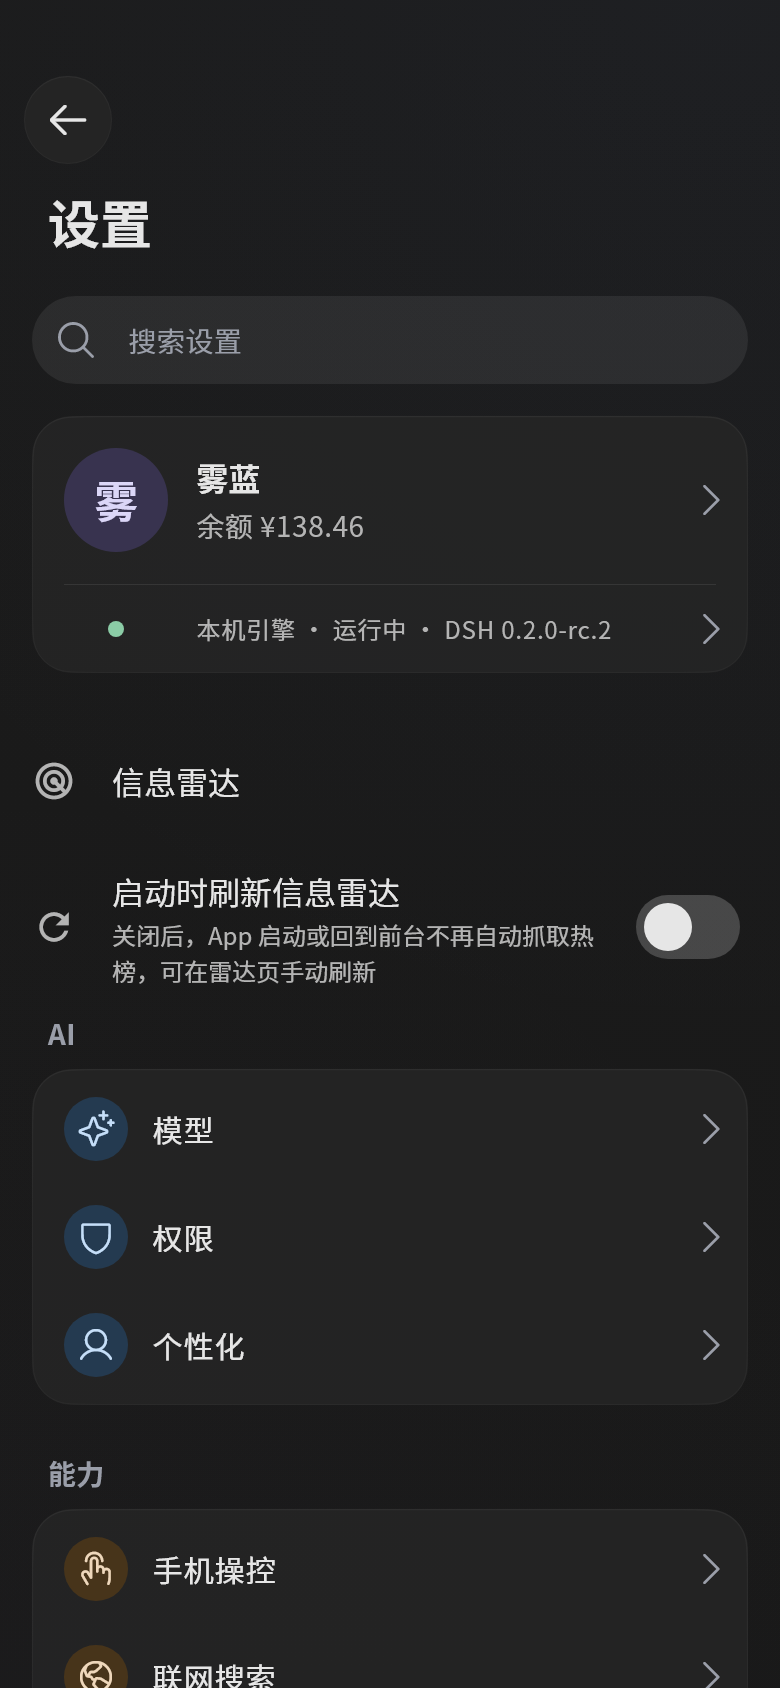 设置
搜索设置
雾
雾蓝
余额 ¥138.46
本机引擎 · 运行中 · DSH 0.2.0-rc.2
信息雷达
启动时刷新信息雷达
关闭后，App 启动或回到前台不再自动抓取热
榜，可在雷达页手动刷新
AI
模型
权限
个性化
能力
手机操控
联网搜索